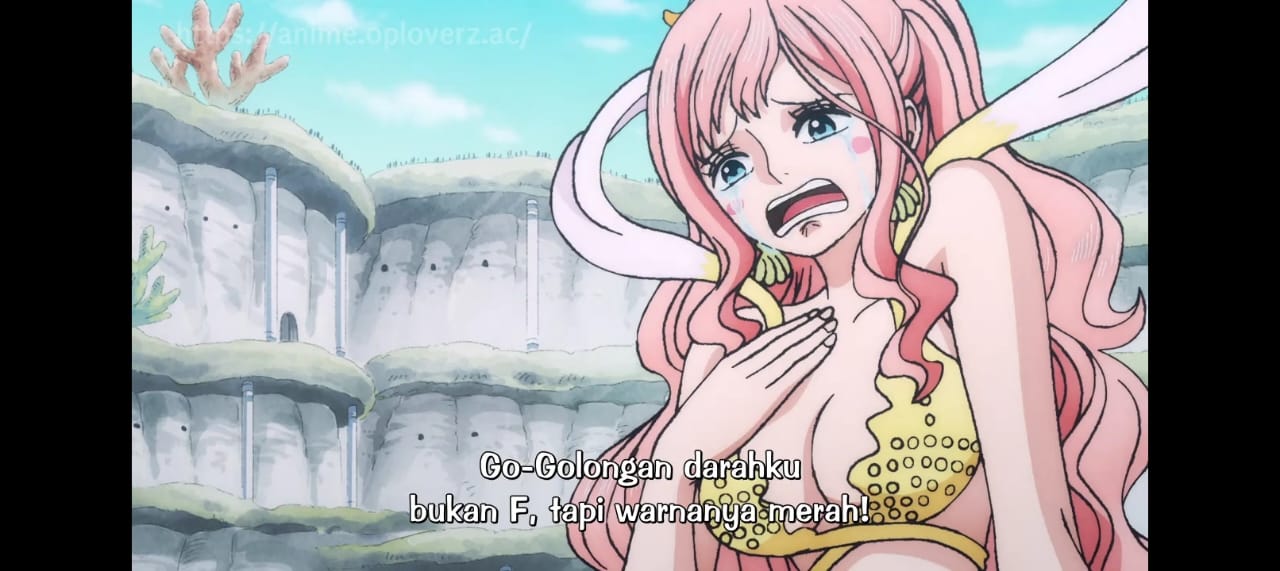 https://anime.oploverz.ac/
Go-Golongan darahku
bukan F, tapi warnanya merah!